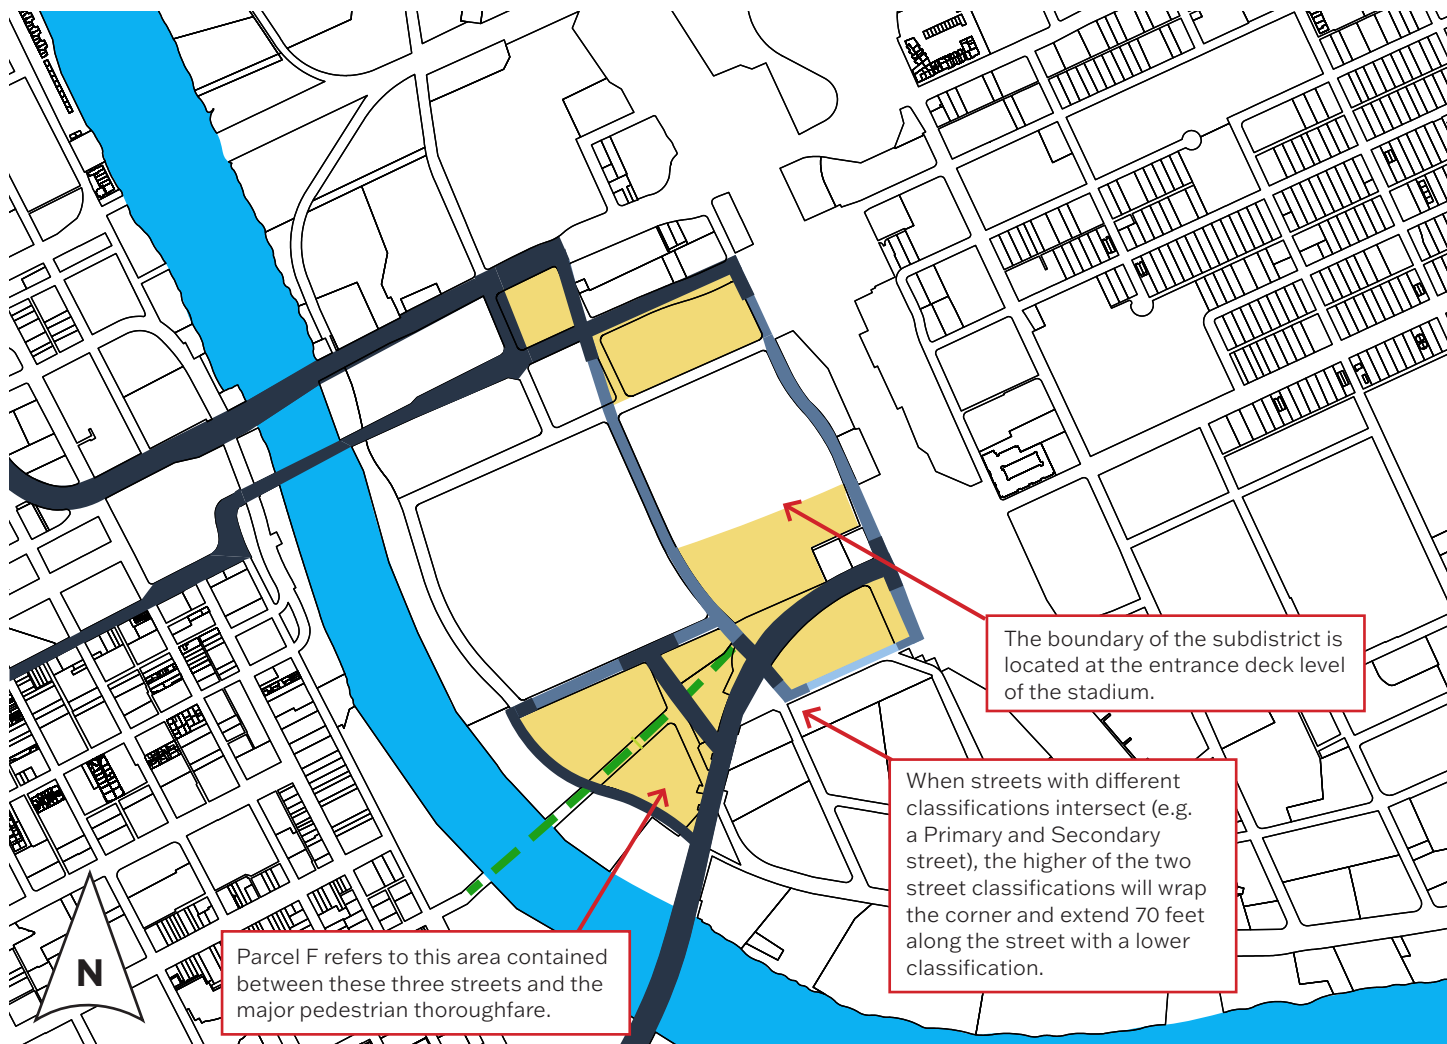 The boundary of the subdistrict is
located at the entrance deck level
of the stadium.
When streets with different
classifications intersect (e.g.
a Primary and Secondary
street), the higher of the two
street classifications will wrap
the corner and extend 70 feet
along the street with a lower
classification.
Parcel F refers to this area contained
between these three streets and the
major pedestrian thoroughfare.
N